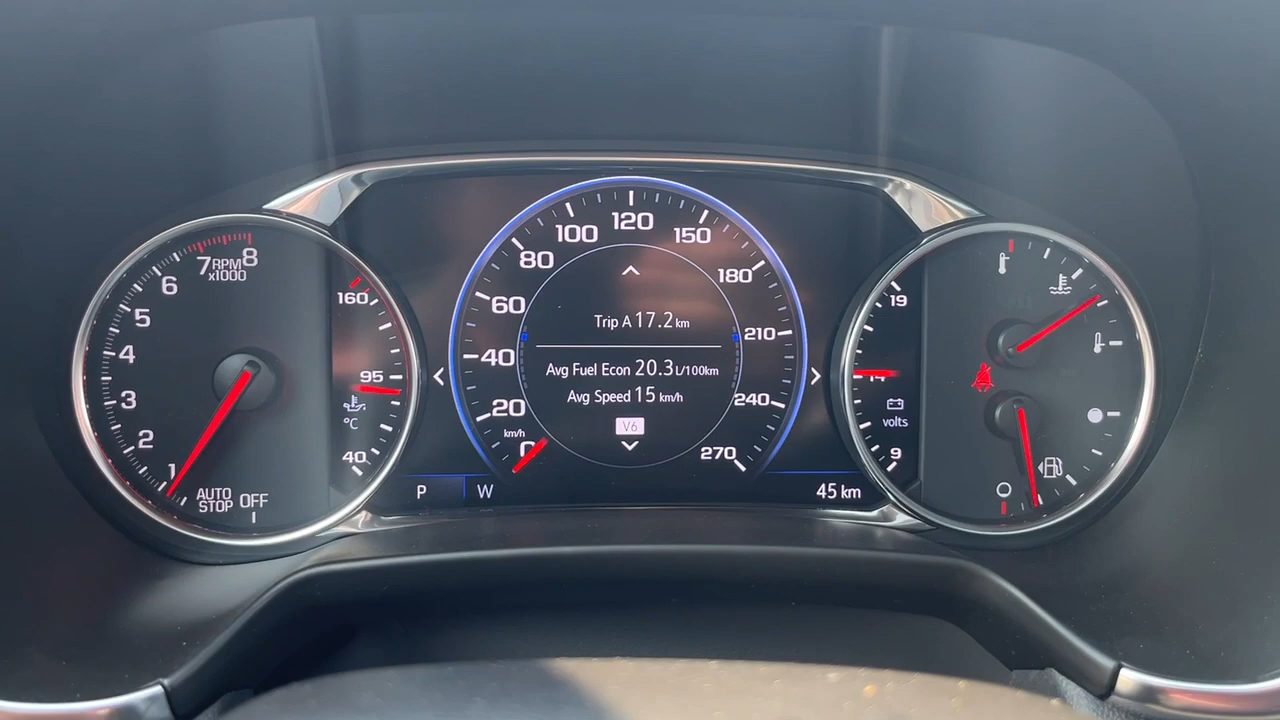 8
7 RPM x1000
6
5
4
3
2
1
AUTO STOP OFF
160
95
°C
40
120
100 150
80 180
60 210
40 240
20 270
km/h
0
Trip A 17.2 km
Avg Fuel Econ 20.3 L/100km
Avg Speed 15 km/h
V6
P W
45 km
19
14
volts
9